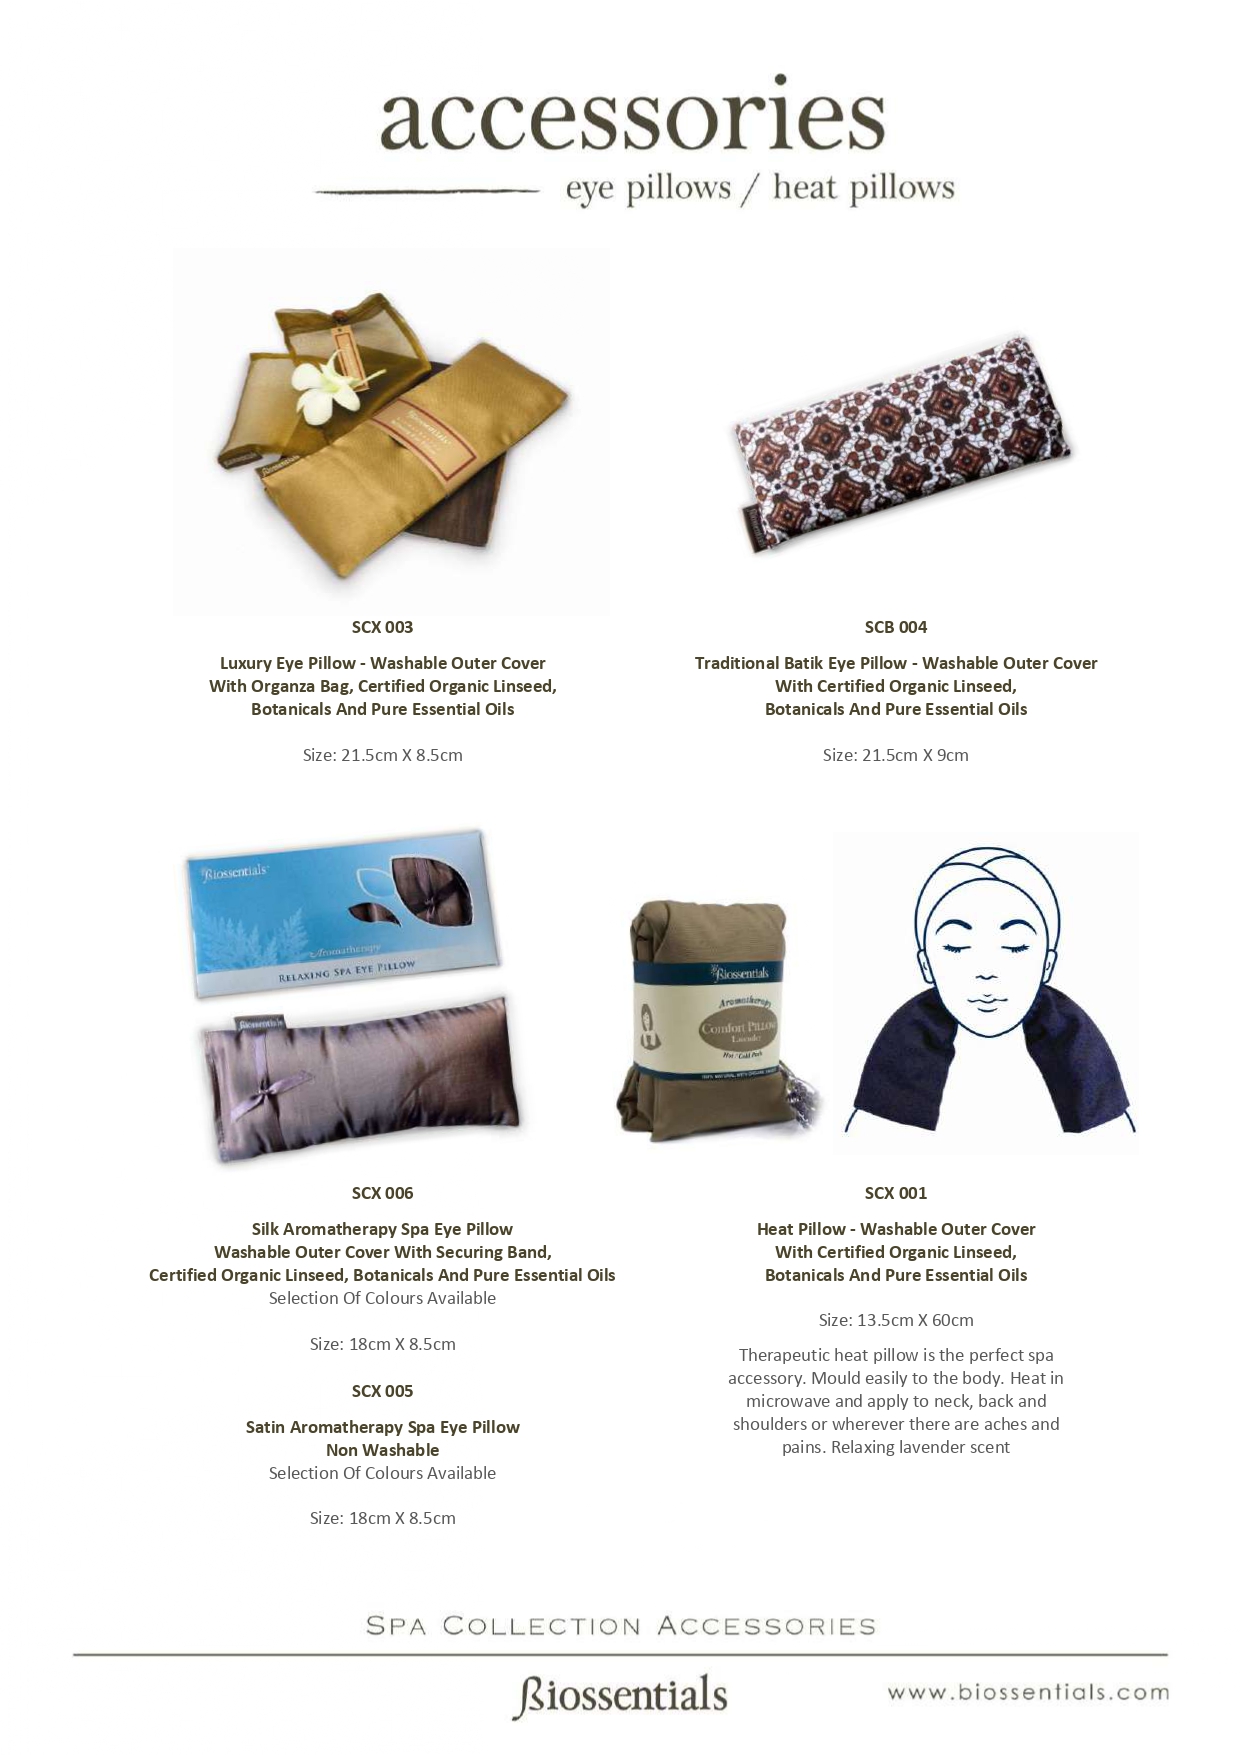 accessories
eye pillows / heat pillows
Biossentials
SCX 003
Luxury Eye Pillow - Washable Outer Cover
With Organza Bag, Certified Organic Linseed,
Botanicals And Pure Essential Oils
Size: 21.5cm X 8.5cm
Biossentials
SCB 004
Traditional Batik Eye Pillow - Washable Outer Cover
With Certified Organic Linseed,
Botanicals And Pure Essential Oils
Size: 21.5cm X 9cm
Biossentials
Aromatherapy
Relaxing Spa Eye Pillow
Biossentials
SCX 006
Silk Aromatherapy Spa Eye Pillow
Washable Outer Cover With Securing Band,
Certified Organic Linseed, Botanicals And Pure Essential Oils
Selection Of Colours Available
Size: 18cm X 8.5cm
SCX 005
Satin Aromatherapy Spa Eye Pillow
Non Washable
Selection Of Colours Available
Size: 18cm X 8.5cm
Biossentials
Aromatherapy
Comfort Pillow
Lavender
Hot / Cold Pack
SCX 001
Heat Pillow - Washable Outer Cover
With Certified Organic Linseed,
Botanicals And Pure Essential Oils
Size: 13.5cm X 60cm
Therapeutic heat pillow is the perfect spa
accessory. Mould easily to the body. Heat in
microwave and apply to neck, back and
shoulders or wherever there are aches and
pains. Relaxing lavender scent
Spa Collection Accessories
ßiossentials
www.biossentials.com